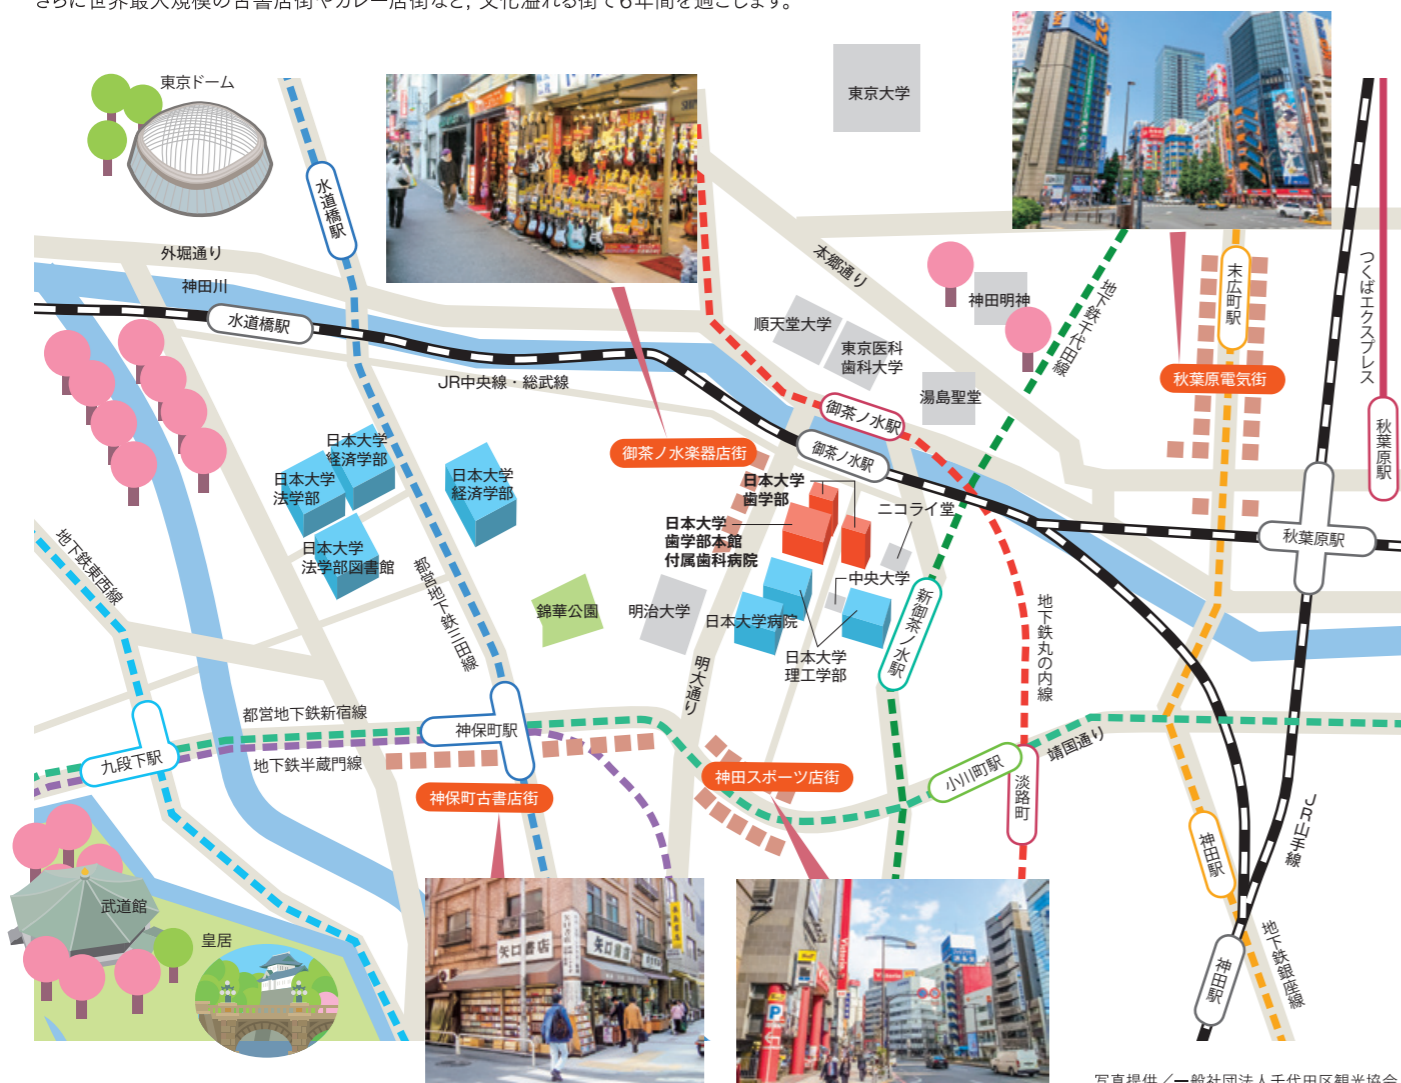 さらに世界最大規模の古書店街やカレー店街など，文化溢れる街で6年間を過ごします。
東京ドーム
東京大学
水道橋駅
外堀通り
神田川
水道橋駅
JR中央線・総武線
本郷通り
神田明神
順天堂大学
東京医科
歯科大学
湯島聖堂
地下鉄千代田線
末広町駅
つくばエクスプレス
秋葉原電気街
秋葉原駅
秋葉原駅
御茶ノ水駅
御茶ノ水駅
御茶ノ水楽器店街
日本大学
経済学部
日本大学
法学部
日本大学
経済学部
日本大学
法学部図書館
日本大学
歯学部
日本大学
歯学部本館
付属歯科病院
ニコライ堂
中央大学
地下鉄東西線
都営地下鉄三田線
錦華公園
明治大学
日本大学病院
日本大学
理工学部
新御茶ノ水駅
地下鉄丸の内線
明大通り
都営地下鉄新宿線
地下鉄半蔵門線
九段下駅
神保町駅
神保町古書店街
神田スポーツ店街
小川町駅
淡路町
靖国通り
JR山手線
神田駅
神田駅
地下鉄銀座線
武道館
皇居
矢口書店
矢口書店
Victoria
P
写真提供／一般社団法人千代田区観光協会